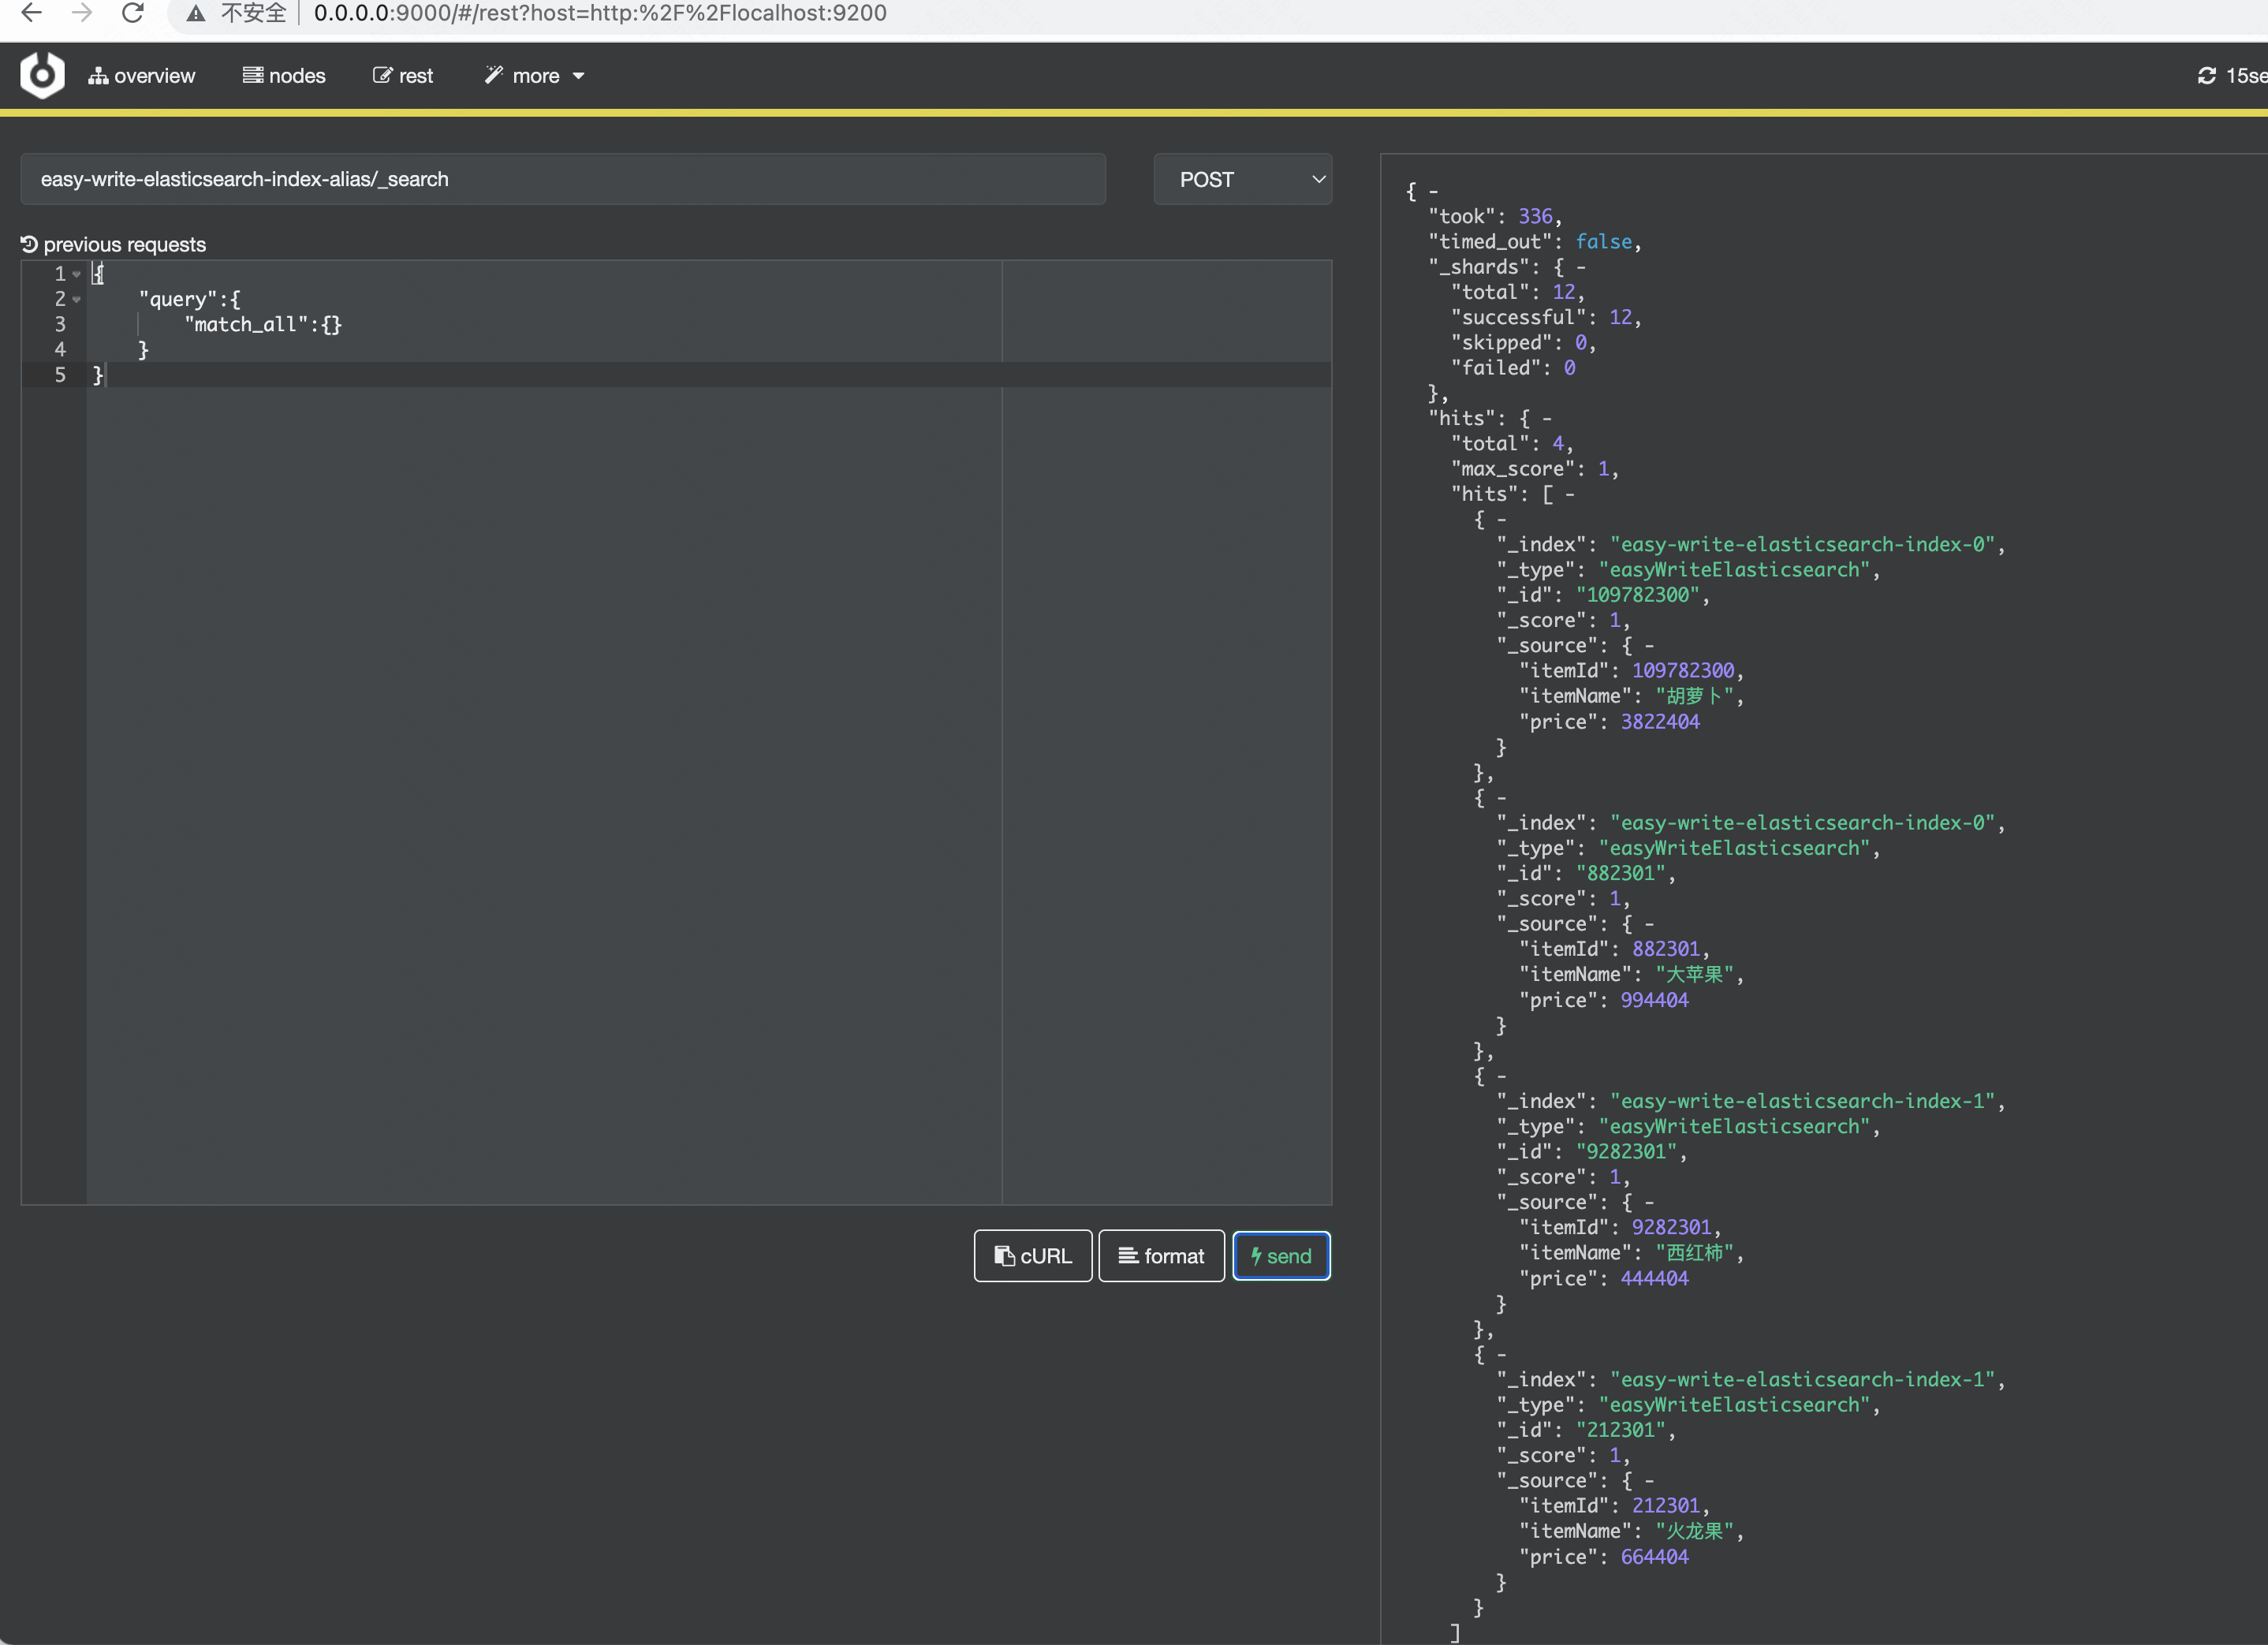 不安全 0.0.0.0:9000/#/rest?host=http:%2F%2Flocalhost:9200
overview nodes rest more 15se
easy-write-elasticsearch-index-alias/_search POST
previous requests
1 {
2 "query":{
3 "match_all":{}
4 }
5 }
cURL format send
{ -
"took": 336,
"timed_out": false,
"_shards": { -
"total": 12,
"successful": 12,
"skipped": 0,
"failed": 0
},
"hits": { -
"total": 4,
"max_score": 1,
"hits": [ -
{ -
"_index": "easy-write-elasticsearch-index-0",
"_type": "easyWriteElasticsearch",
"_id": "109782300",
"_score": 1,
"_source": { -
"itemId": 109782300,
"itemName": "胡萝卜",
"price": 3822404
}
},
{ -
"_index": "easy-write-elasticsearch-index-0",
"_type": "easyWriteElasticsearch",
"_id": "882301",
"_score": 1,
"_source": { -
"itemId": 882301,
"itemName": "大苹果",
"price": 994404
}
},
{ -
"_index": "easy-write-elasticsearch-index-1",
"_type": "easyWriteElasticsearch",
"_id": "9282301",
"_score": 1,
"_source": { -
"itemId": 9282301,
"itemName": "西红柿",
"price": 444404
}
},
{ -
"_index": "easy-write-elasticsearch-index-1",
"_type": "easyWriteElasticsearch",
"_id": "212301",
"_score": 1,
"_source": { -
"itemId": 212301,
"itemName": "火龙果",
"price": 664404
}
}
]